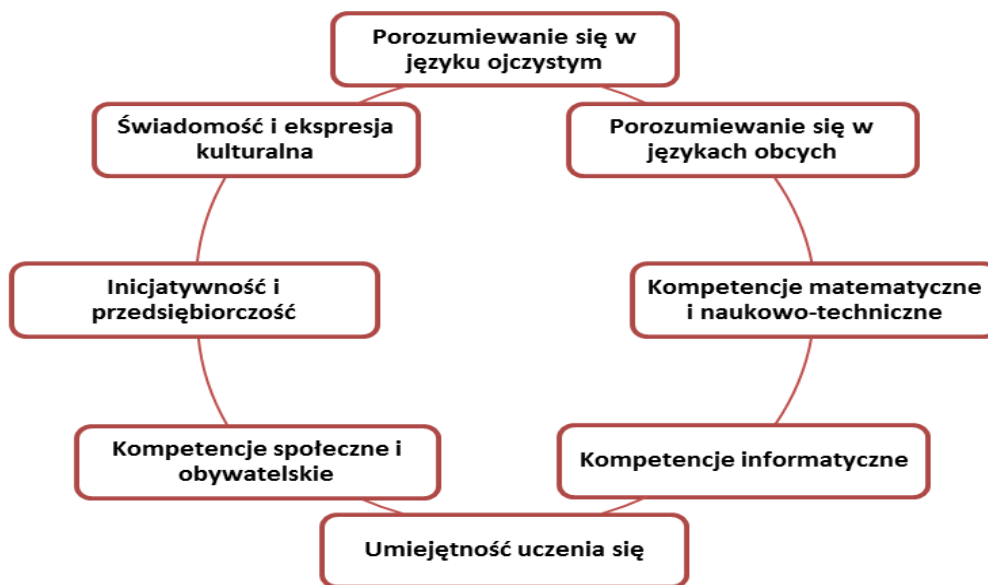 Porozumiewanie się w
języku ojczystym
Porozumiewanie się w
językach obcych
Kompetencje matematyczne
i naukowo-techniczne
Kompetencje informatyczne
Umiejętność uczenia się
Kompetencje społeczne i
obywatelskie
Inicjatywność i
przedsiębiorczość
Świadomość i ekspresja
kulturalna